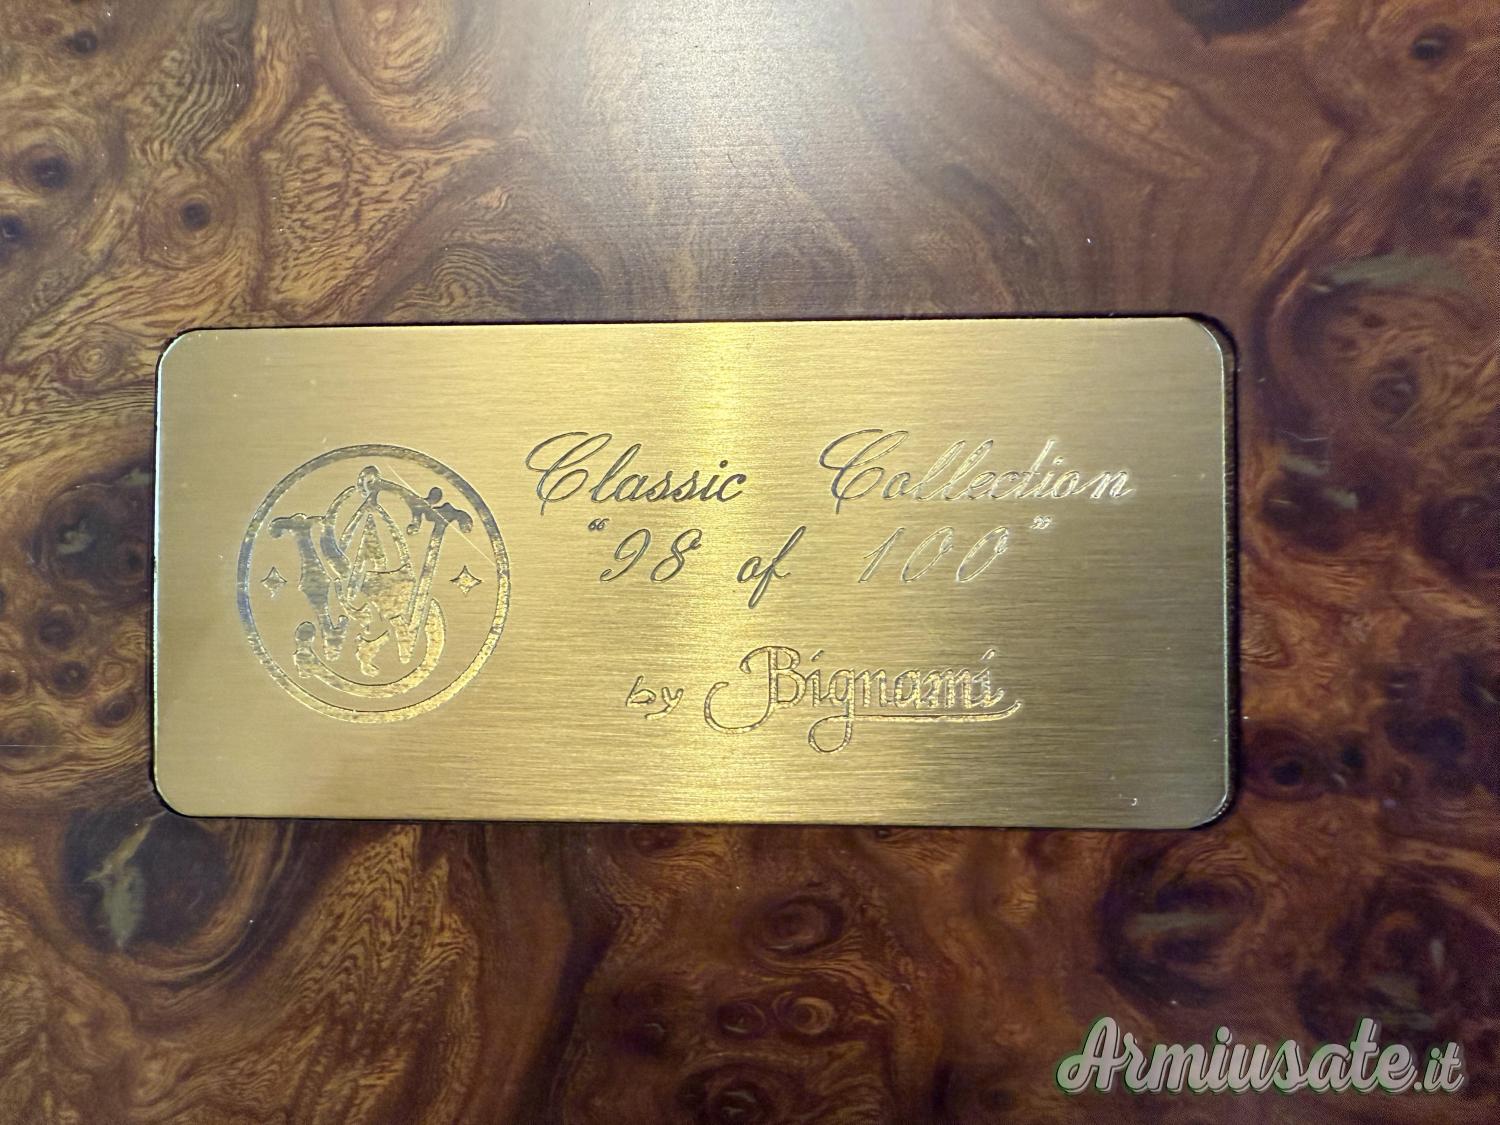 Classic Collection
“98 of 100”
by Bignami
S&W
Armiusate.it